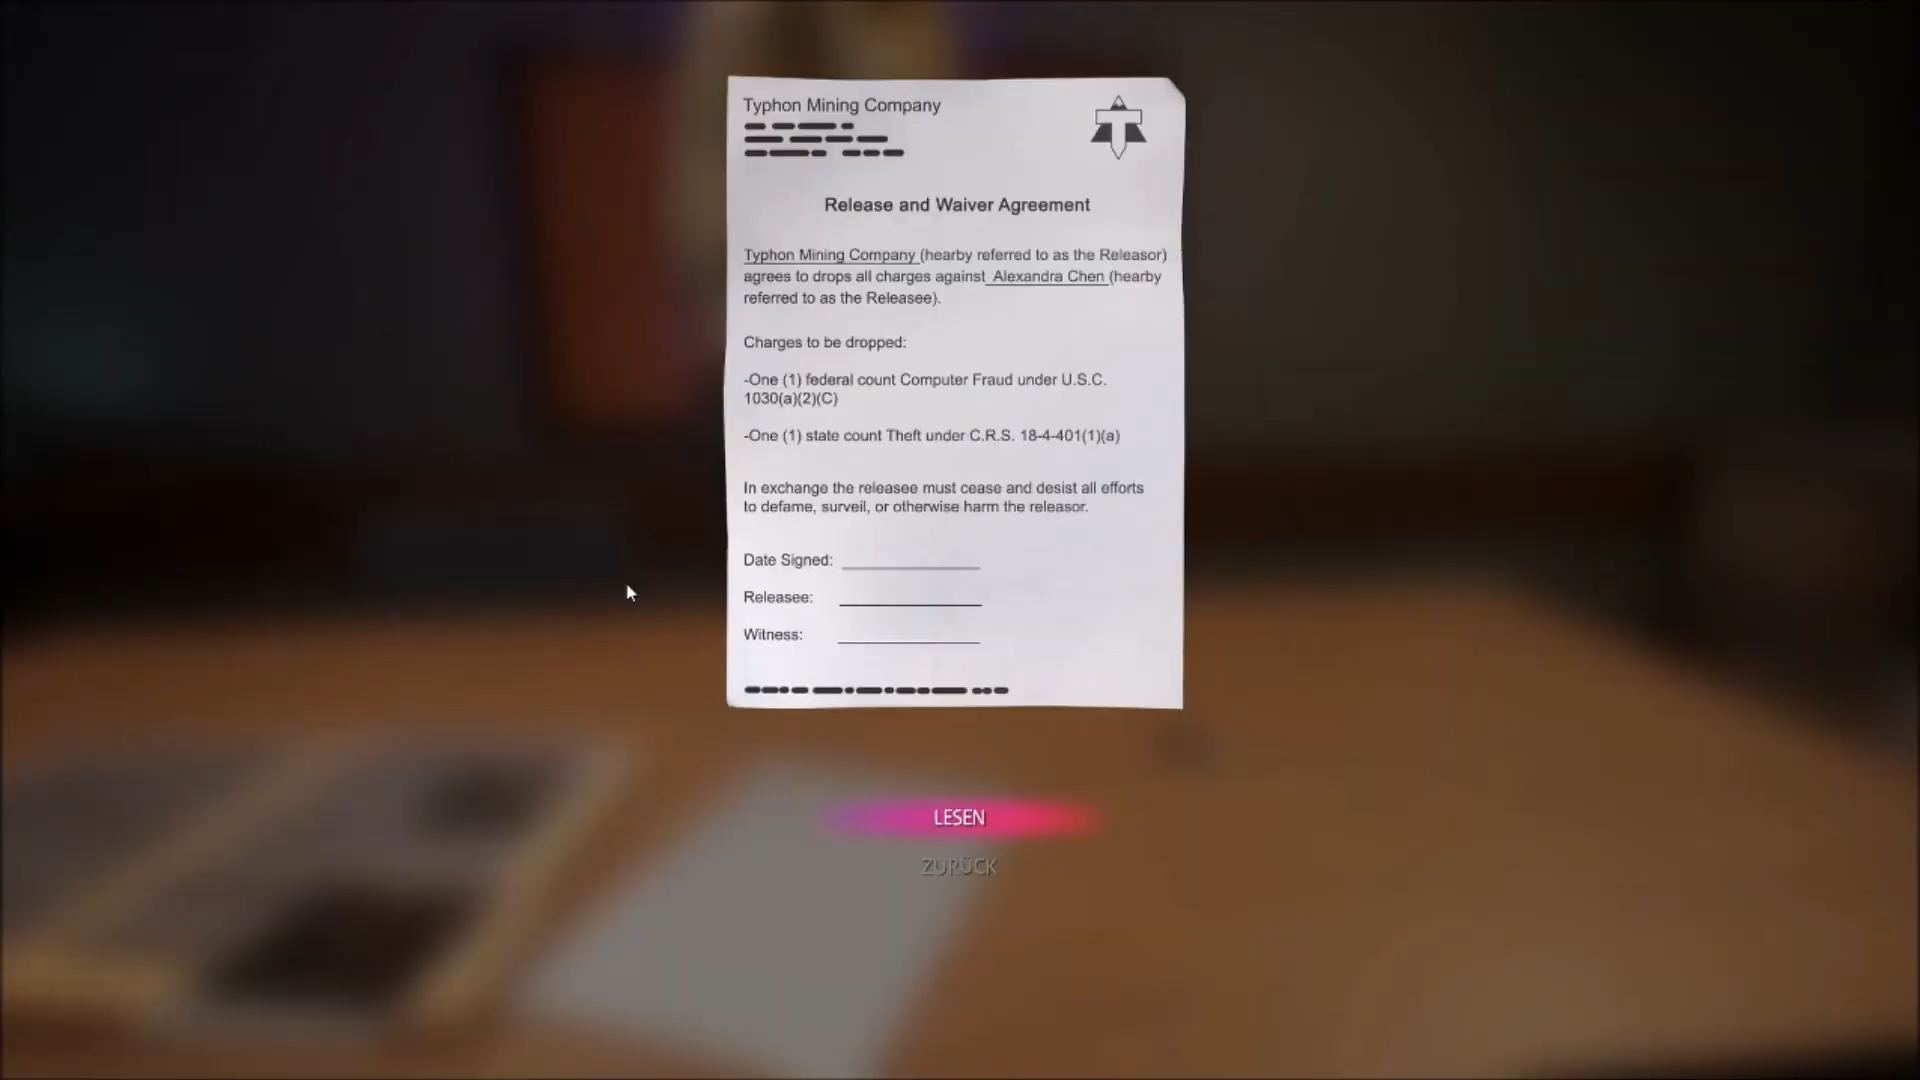 Typhon Mining Company
Release and Waiver Agreement
Typhon Mining Company (hearby referred to as the Releasor)
agrees to drops all charges against Alexandra Chen (hearby
referred to as the Releasee).
Charges to be dropped:
-One (1) federal count Computer Fraud under U.S.C.
1030(a)(2)(C)
-One (1) state count Theft under C.R.S. 18-4-401(1)(a)
In exchange the releasee must cease and desist all efforts
to defame, surveil, or otherwise harm the releasor.
Date Signed:
Releasee:
Witness:
LESEN
ZURÜCK